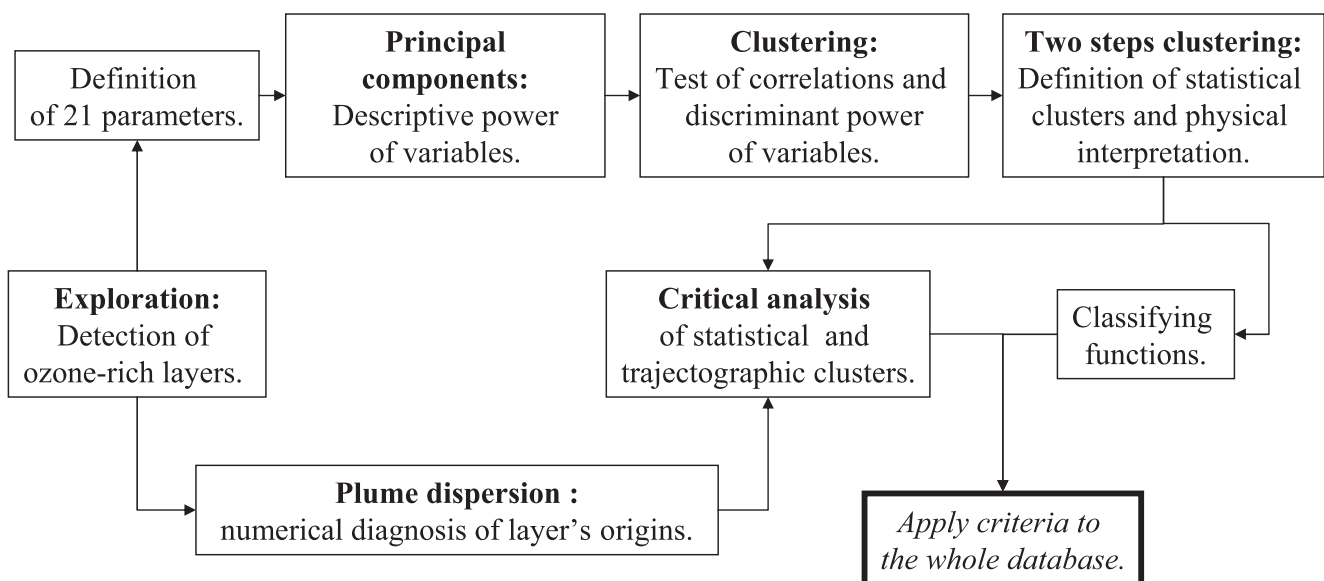 Definition
of 21 parameters.
Principal
components:
Descriptive power
of variables.
Clustering:
Test of correlations and
discriminant power
of variables.
Two steps clustering:
Definition of statistical
clusters and physical
interpretation.
Exploration:
Detection of
ozone-rich layers.
Critical analysis
of statistical and
trajectographic clusters.
Classifying
functions.
Plume dispersion :
numerical diagnosis of layer's origins.
Apply criteria to
the whole database.